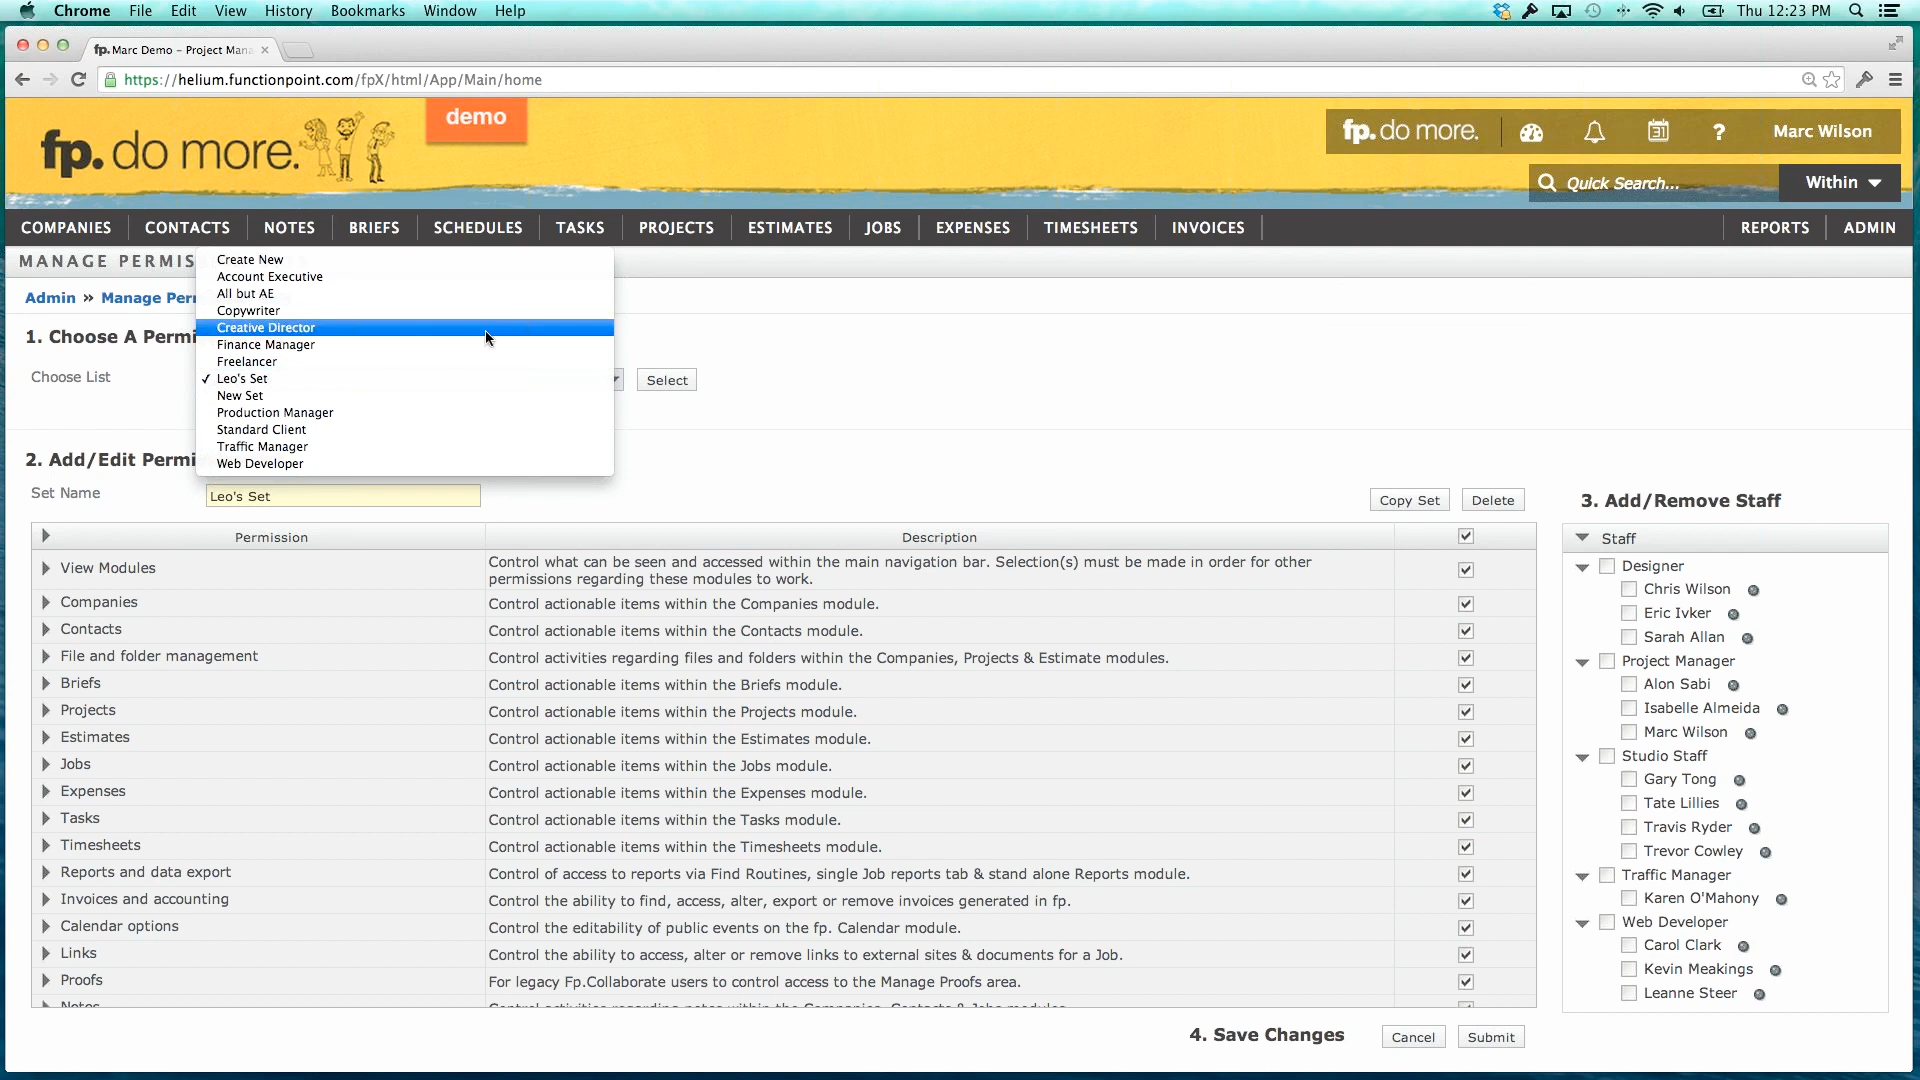 Chrome File Edit View History Bookmarks Window Help Thu 12:23 PM
fp. Marc Demo – Project Mana
https://helium.functionpoint.com/fpX/html/App/Main/home
fp. do more.
demo
fp. do more. 31 ? Marc Wilson
Quick Search... Within
COMPANIES CONTACTS NOTES BRIEFS SCHEDULES TASKS PROJECTS ESTIMATES JOBS EXPENSES TIMESHEETS INVOICES REPORTS ADMIN
MANAGE PERMIS
Admin » Manage Per
1. Choose A Permi
Choose List
Create New
Account Executive
All but AE
Copywriter
Creative Director
Finance Manager
Freelancer
✓ Leo's Set
New Set
Production Manager
Standard Client
Traffic Manager
Web Developer
Select
2. Add/Edit Permi
Set Name Leo's Set
Copy Set Delete
Permission Description
View Modules Control what can be seen and accessed within the main navigation bar. Selection(s) must be made in order for other
permissions regarding these modules to work.
Companies Control actionable items within the Companies module.
Contacts Control actionable items within the Contacts module.
File and folder management Control activities regarding files and folders within the Companies, Projects & Estimate modules.
Briefs Control actionable items within the Briefs module.
Projects Control actionable items within the Projects module.
Estimates Control actionable items within the Estimates module.
Jobs Control actionable items within the Jobs module.
Expenses Control actionable items within the Expenses module.
Tasks Control actionable items within the Tasks module.
Timesheets Control actionable items within the Timesheets module.
Reports and data export Control of access to reports via Find Routines, single Job reports tab & stand alone Reports module.
Invoices and accounting Control the ability to find, access, alter, export or remove invoices generated in fp.
Calendar options Control the editability of public events on the fp. Calendar module.
Links Control the ability to access, alter or remove links to external sites & documents for a Job.
Proofs For legacy Fp.Collaborate users to control access to the Manage Proofs area.
Notes Control activities regarding notes within the Companies, Contacts & Jobs modules.
3. Add/Remove Staff
Staff
Designer
Chris Wilson
Eric Ivker
Sarah Allan
Project Manager
Alon Sabi
Isabelle Almeida
Marc Wilson
Studio Staff
Gary Tong
Tate Lillies
Travis Ryder
Trevor Cowley
Traffic Manager
Karen O'Mahony
Web Developer
Carol Clark
Kevin Meakings
Leanne Steer
4. Save Changes Cancel Submit